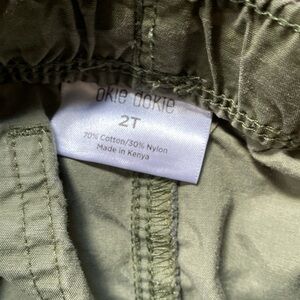 okie dokie
2T
70% Cotton/30% Nylon
Made in Kenya